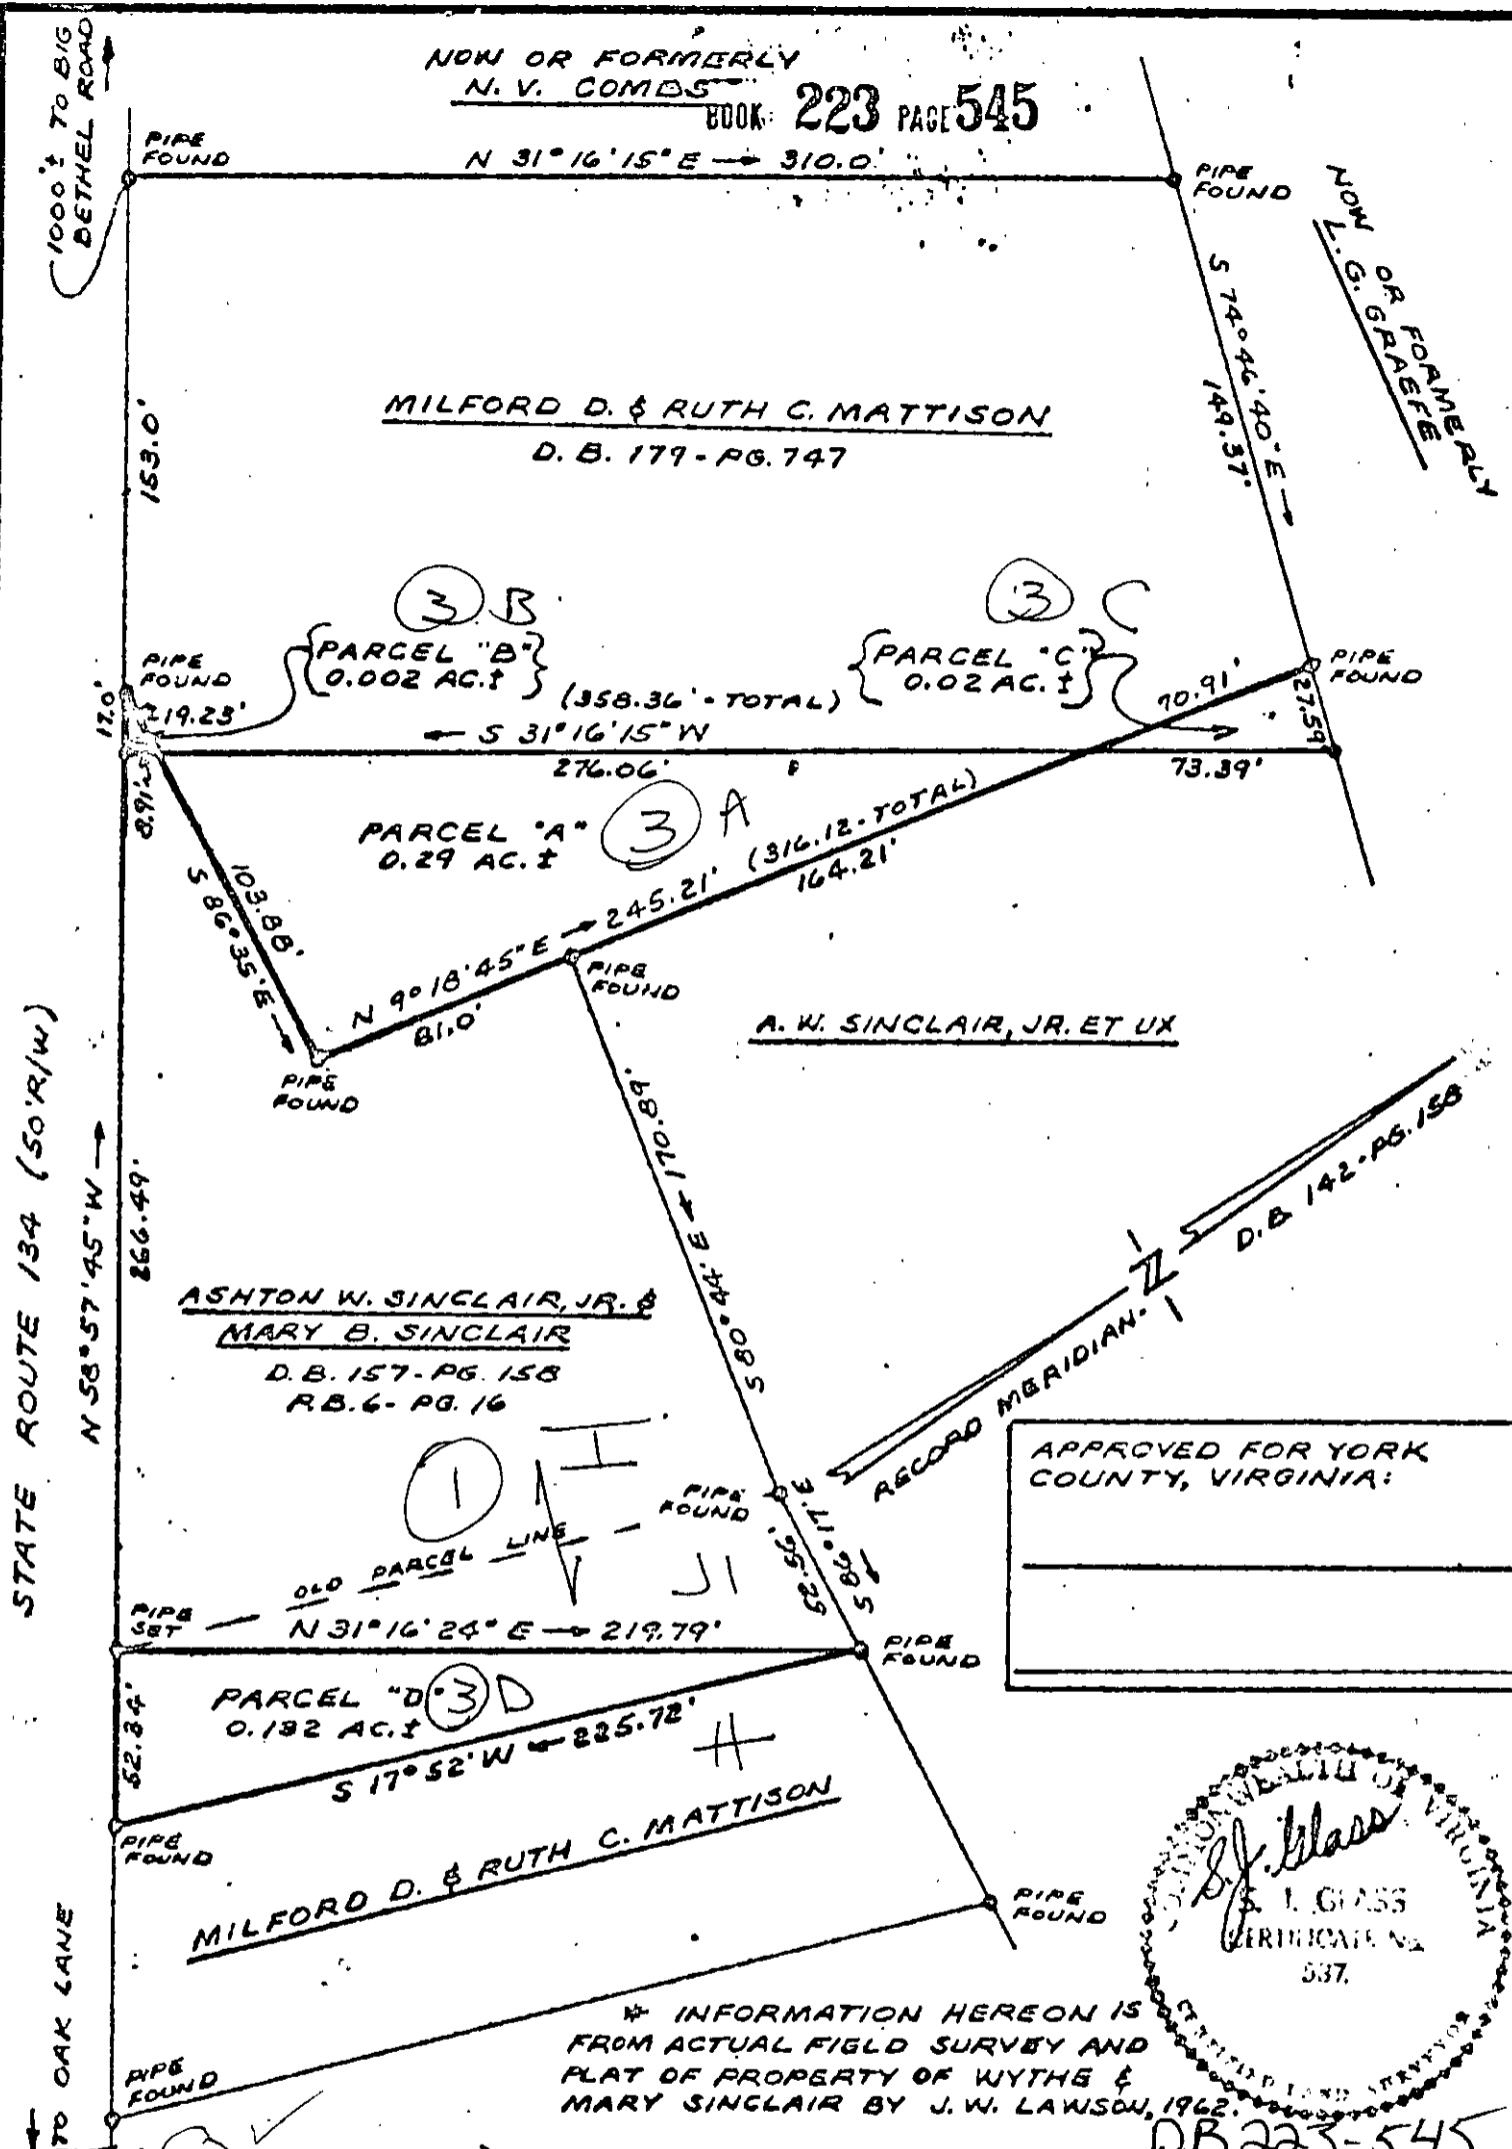 1000'± TO BIG
BETHEL ROAD
NOW OR FORMERLY
N. V. COMBS
BOOK 223 PAGE 545
PIPE
FOUND
N 31° 16' 15" E → 310.0'
PIPE
FOUND
NOW OR FORMERLY
L. G. GRAEFE
S 74° 46' 40" E →
149.37'
153.0'
MILFORD D. & RUTH C. MATTISON
D. B. 179 - PG. 747
3 B
3 C
PARCEL "B"
0.002 AC.±
PARCEL "C"
0.02 AC. ±
PIPE
FOUND
PIPE
FOUND
17.0'
19.23'
(358.36' - TOTAL)
← S 31° 16' 15" W
70.91'
27.59'
276.06'
73.39'
8.91'
PARCEL "A"
0.29 AC. ±
3 A
103.88'
S 86° 35' E →
N 9° 18' 45" E → 245.21' (316.12 - TOTAL)
81.0'
164.21'
PIPE
FOUND
PIPE
FOUND
A. W. SINCLAIR, JR. ET UX
STATE ROUTE 134 (50' R/W)
N 58° 57' 45" W →
266.49'
S 80° 44' E ← 170.89'
ASHTON W. SINCLAIR, JR. &
MARY B. SINCLAIR
D. B. 157 - PG. 158
P. B. 6 - PG. 16
RECORD MERIDIAN - N
D. B. 142 - PG. 158
1
I
J1
PIPE
FOUND
OLD PARCEL LINE
S 86° 17' E
62.56'
APPROVED FOR YORK
COUNTY, VIRGINIA:
PIPE
SET
N 31° 16' 24" E → 219.79'
PIPE
FOUND
PARCEL "D" 3 D
0.132 AC. ±
52.34'
S 17° 52' W ← 225.72'
H
PIPE
FOUND
MILFORD D. & RUTH C. MATTISON
PIPE
FOUND
COMMONWEALTH OF VIRGINIA
S. J. Glass
S. J. GLASS
CERTIFICATE NO.
537
CERTIFIED LAND SURVEYOR
TO OAK LANE
PIPE
FOUND
* INFORMATION HEREON IS
FROM ACTUAL FIELD SURVEY AND
PLAT OF PROPERTY OF WYTHE &
MARY SINCLAIR BY J. W. LAWSON, 1962.
DB 223-545